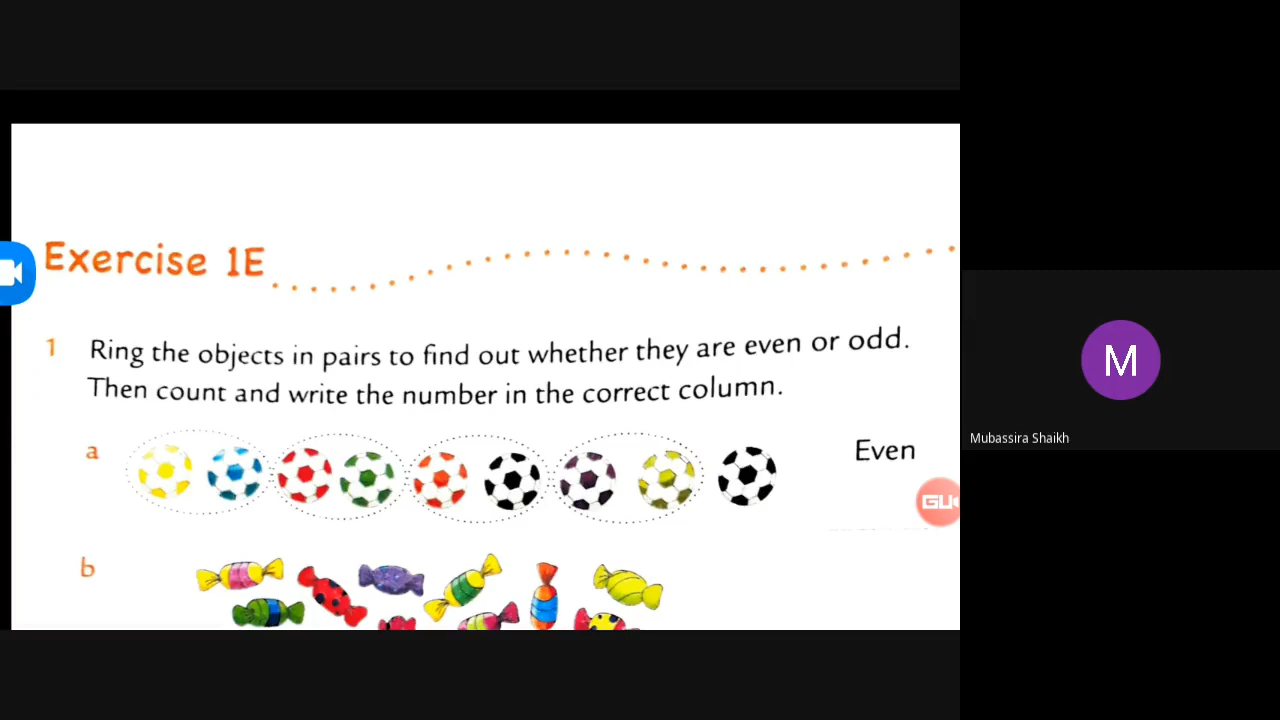 Exercise 1E
1 Ring the objects in pairs to find out whether they are even or odd.
Then count and write the number in the correct column.
a Even
b
M
Mubassira Shaikh